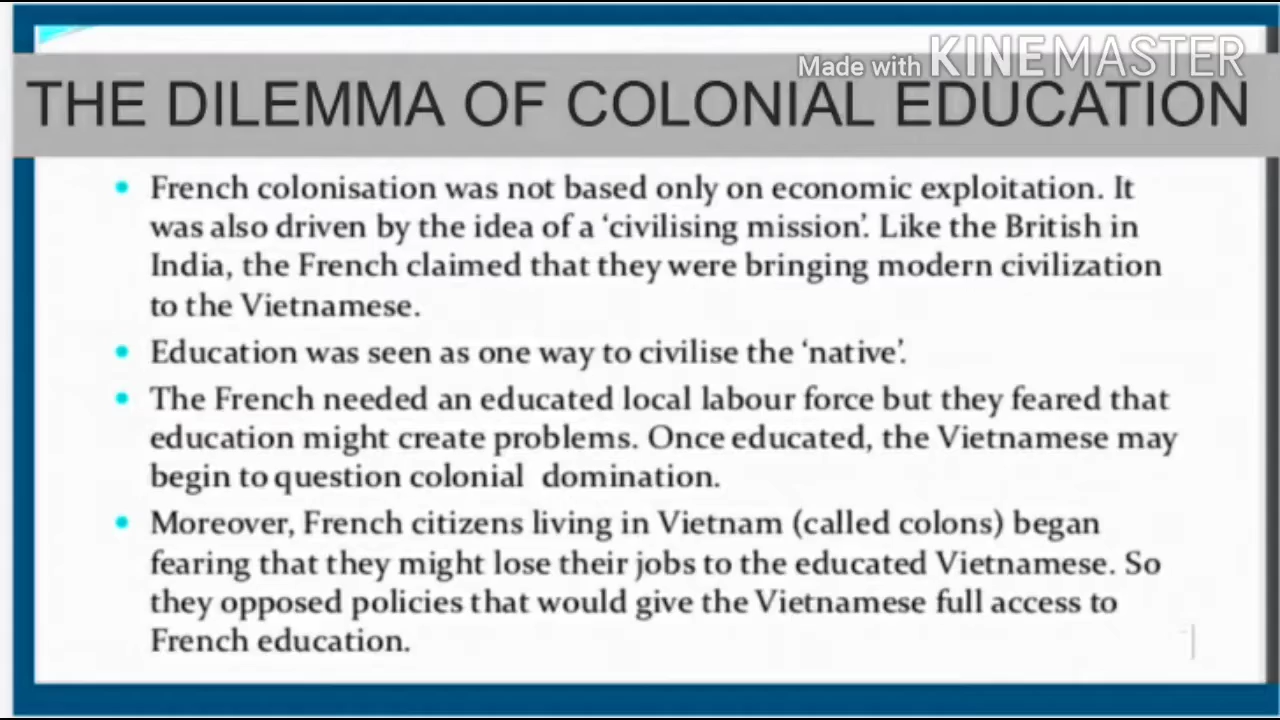 Made with KINEMASTER
THE DILEMMA OF COLONIAL EDUCATION
• French colonisation was not based only on economic exploitation. It
was also driven by the idea of a ‘civilising mission’. Like the British in
India, the French claimed that they were bringing modern civilization
to the Vietnamese.
• Education was seen as one way to civilise the ‘native’.
• The French needed an educated local labour force but they feared that
education might create problems. Once educated, the Vietnamese may
begin to question colonial domination.
• Moreover, French citizens living in Vietnam (called colons) began
fearing that they might lose their jobs to the educated Vietnamese. So
they opposed policies that would give the Vietnamese full access to
French education.